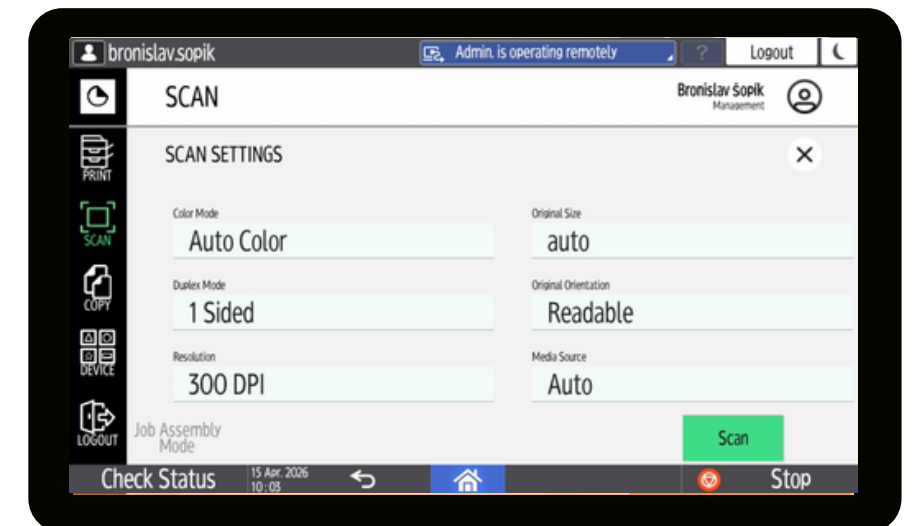 bronislav.sopik
Admin. is operating remotely
?
Logout
SCAN
Bronislav Šopík
Management
PRINT
SCAN SETTINGS
SCAN
Color Mode
Auto Color
Original Size
auto
COPY
Duplex Mode
1 Sided
Original Orientation
Readable
DEVICE
Resolution
300 DPI
Media Source
Auto
LOGOUT
Job Assembly
Mode
Scan
Check Status
15 Apr. 2026
10:03
Stop